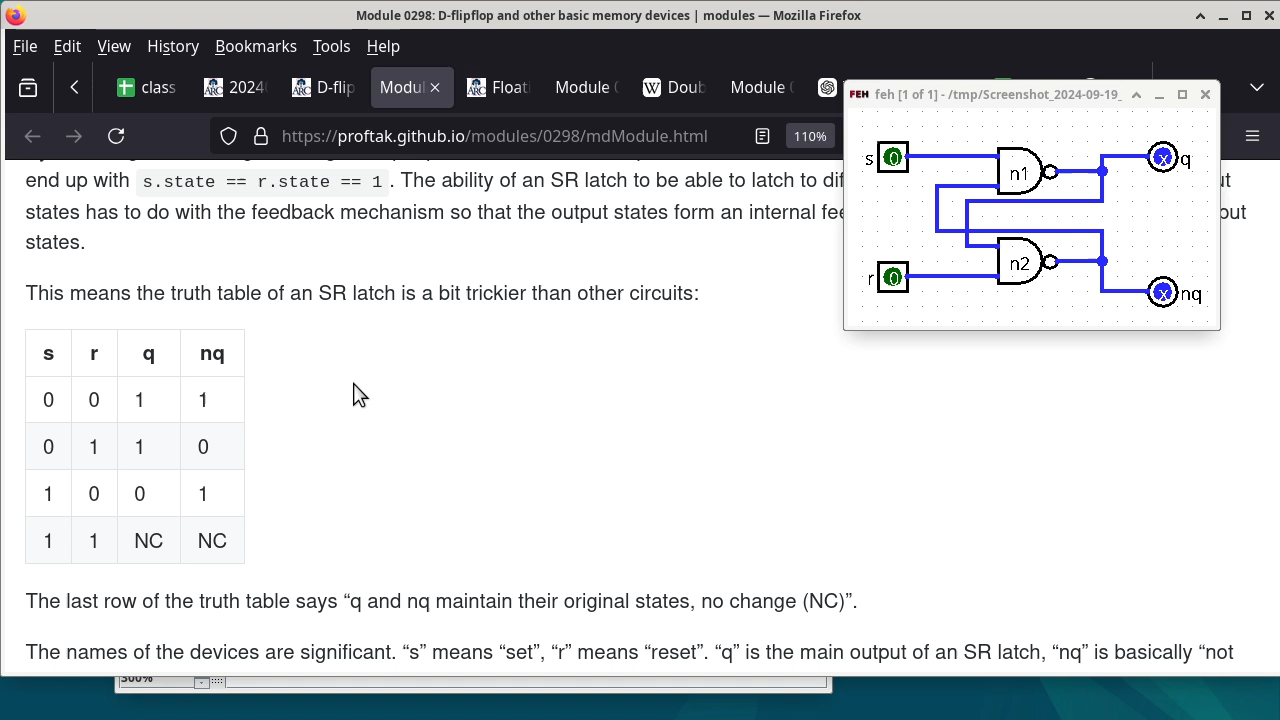 Module 0298: D-flipflop and other basic memory devices | modules — Mozilla Firefox
File Edit View History Bookmarks Tools Help
class 2024 D-flip Modul Float Module Doub Module
https://proftak.github.io/modules/0298/mdModule.html 110%
FEH feh [1 of 1] - /tmp/Screenshot_2024-09-19_
s 0 n1 x q
r 0 n2 x nq
end up with s.state == r.state == 1. The ability of an SR latch to be able to latch to
states has to do with the feedback mechanism so that the output states form an internal
states.
This means the truth table of an SR latch is a bit trickier than other circuits:
s r q nq
0 0 1 1
0 1 1 0
1 0 0 1
1 1 NC NC
The last row of the truth table says “q and nq maintain their original states, no change (NC)”.
The names of the devices are significant. “s” means “set”, “r” means “reset”. “q” is the main output of an SR latch, “nq” is basically “not
300%